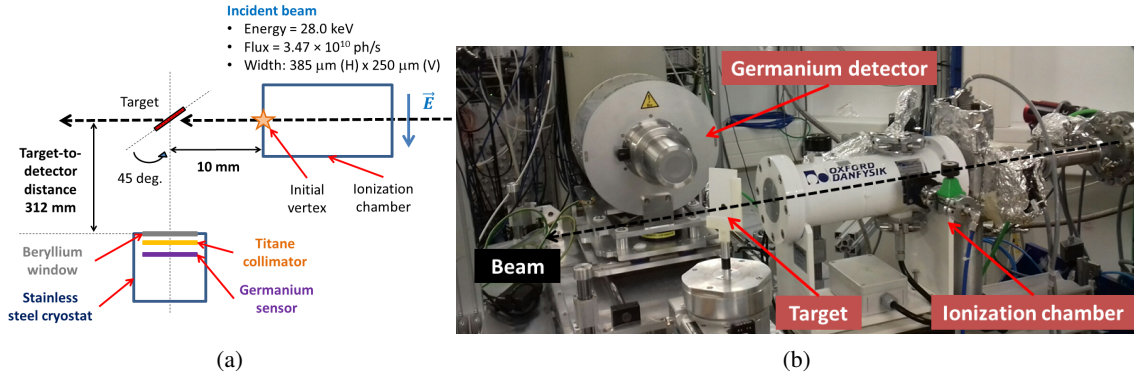 Incident beam
• Energy = 28.0 keV
• Flux = 3.47 × 10¹⁰ ph/s
• Width: 385 μm (H) x 250 μm (V)
Target
E
Target-to-
detector
distance
312 mm
45 deg.
10 mm
Initial
vertex
Ionization
chamber
Beryllium
window
Titane
collimator
Stainless
steel cryostat
Germanium
sensor
(a)
Germanium detector
OXFORD
DANFYSIK
Beam
Target
Ionization chamber
(b)